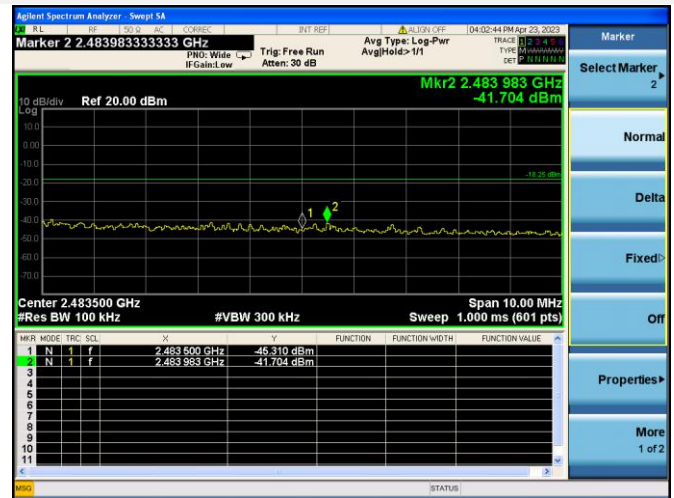 Agilent Spectrum Analyzer - Swept SA
RL RF 50 Ω AC CORREC INT REF ALIGN OFF 04:02:44 PM Apr 23, 2023
Marker 2 2.483983333333 GHz
PNO: Wide Trig: Free Run
IFGain:Low Atten: 30 dB
Avg Type: Log-Pwr
Avg|Hold>1/1
TRACE 1 2 3 4 5 6
TYPE M
DET P N N N N N
Mkr2 2.483 983 GHz
-41.704 dBm
10 dB/div Ref 20.00 dBm
Log
10.0
0.00
-10.0
-18.25 dBm
-20.0
-30.0
-40.0
-50.0
-60.0
-70.0
1 2
Center 2.483500 GHz Span 10.00 MHz
#Res BW 100 kHz #VBW 300 kHz Sweep 1.000 ms (601 pts)
MKR MODE TRC SCL X Y FUNCTION FUNCTION WIDTH FUNCTION VALUE
1 N 1 f 2.483 500 GHz -45.310 dBm
2 N 1 f 2.483 983 GHz -41.704 dBm
3
4
5
6
7
8
9
10
11
MSG STATUS
Marker
Select Marker
2
Normal
Delta
Fixed
Off
Properties
More
1 of 2